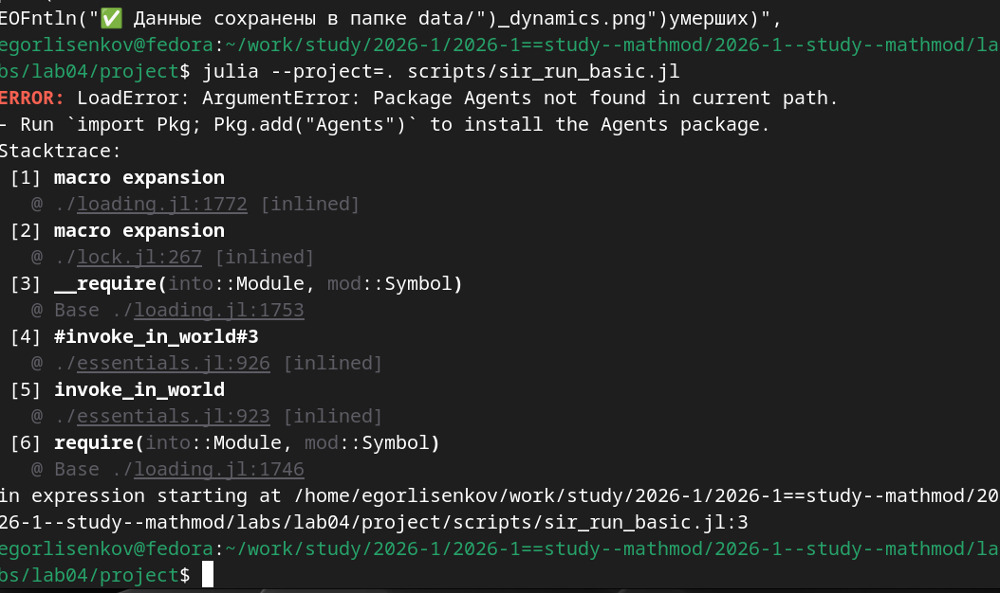 EOFntln("✅ Данные сохранены в папке data/")_dynamics.png")умерших)",
egorlisenkov@fedora:~/work/study/2026-1/2026-1==study--mathmod/2026-1--study--mathmod/la
bs/lab04/project$ julia --project=. scripts/sir_run_basic.jl
ERROR: LoadError: ArgumentError: Package Agents not found in current path.
- Run `import Pkg; Pkg.add("Agents")` to install the Agents package.
Stacktrace:
[1] macro expansion
@ ./loading.jl:1772 [inlined]
[2] macro expansion
@ ./lock.jl:267 [inlined]
[3] __require(into::Module, mod::Symbol)
@ Base ./loading.jl:1753
[4] #invoke_in_world#3
@ ./essentials.jl:926 [inlined]
[5] invoke_in_world
@ ./essentials.jl:923 [inlined]
[6] require(into::Module, mod::Symbol)
@ Base ./loading.jl:1746
in expression starting at /home/egorlisenkov/work/study/2026-1/2026-1==study--mathmod/20
26-1--study--mathmod/labs/lab04/project/scripts/sir_run_basic.jl:3
egorlisenkov@fedora:~/work/study/2026-1/2026-1==study--mathmod/2026-1--study--mathmod/la
bs/lab04/project$